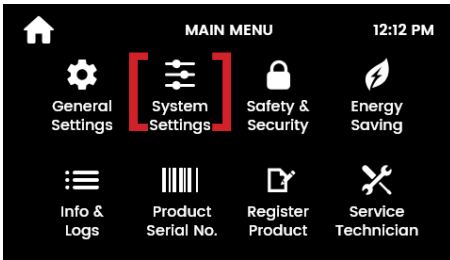 MAIN MENU 12:12 PM
General Settings
System Settings
Safety & Security
Energy Saving
Info & Logs
Product Serial No.
Register Product
Service Technician